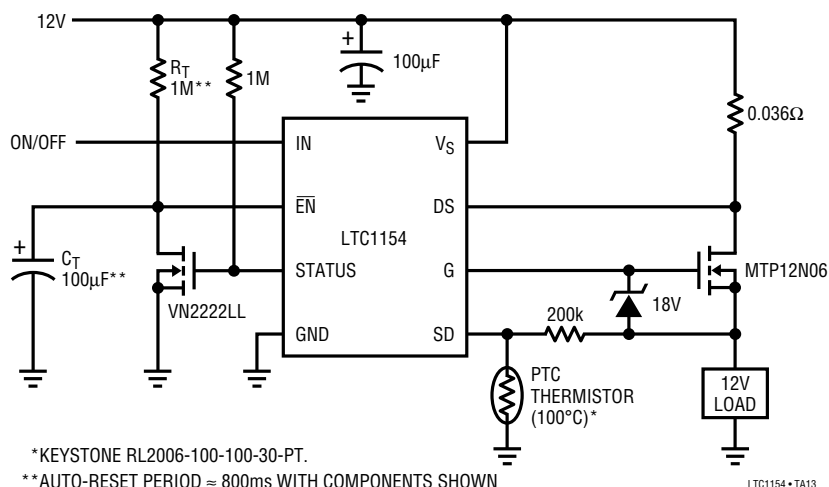 12V
R_T
1M**
1M
+
100µF
0.036Ω
ON/OFF
IN
V_S
E̅N̅
DS
LTC1154
+
C_T
100µF**
STATUS
G
MTP12N06
VN2222LL
200k
18V
GND
SD
PTC
THERMISTOR
(100°C)*
12V
LOAD
*KEYSTONE RL2006-100-100-30-PT.
**AUTO-RESET PERIOD ≈ 800ms WITH COMPONENTS SHOWN
LTC1154 • TA13